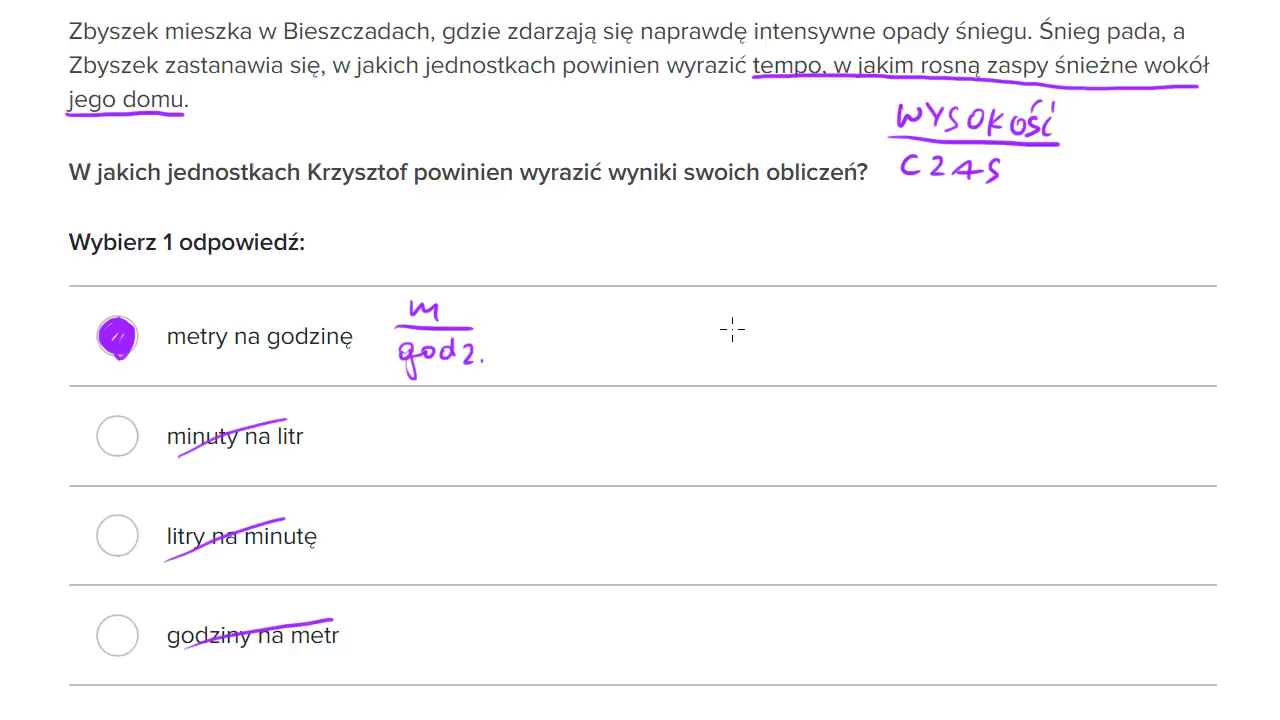 Zbyszek mieszka w Bieszczadach, gdzie zdarzają się naprawdę intensywne opady śniegu. Śnieg pada, a
Zbyszek zastanawia się, w jakich jednostkach powinien wyrazić tempo, w jakim rosną zaspy śnieżne wokół
jego domu.
WYSOKOŚĆ
CZAS
W jakich jednostkach Krzysztof powinien wyrazić wyniki swoich obliczeń?
Wybierz 1 odpowiedź:
metry na godzinę
m
godz.
minuty na litr
litry na minutę
godziny na metr